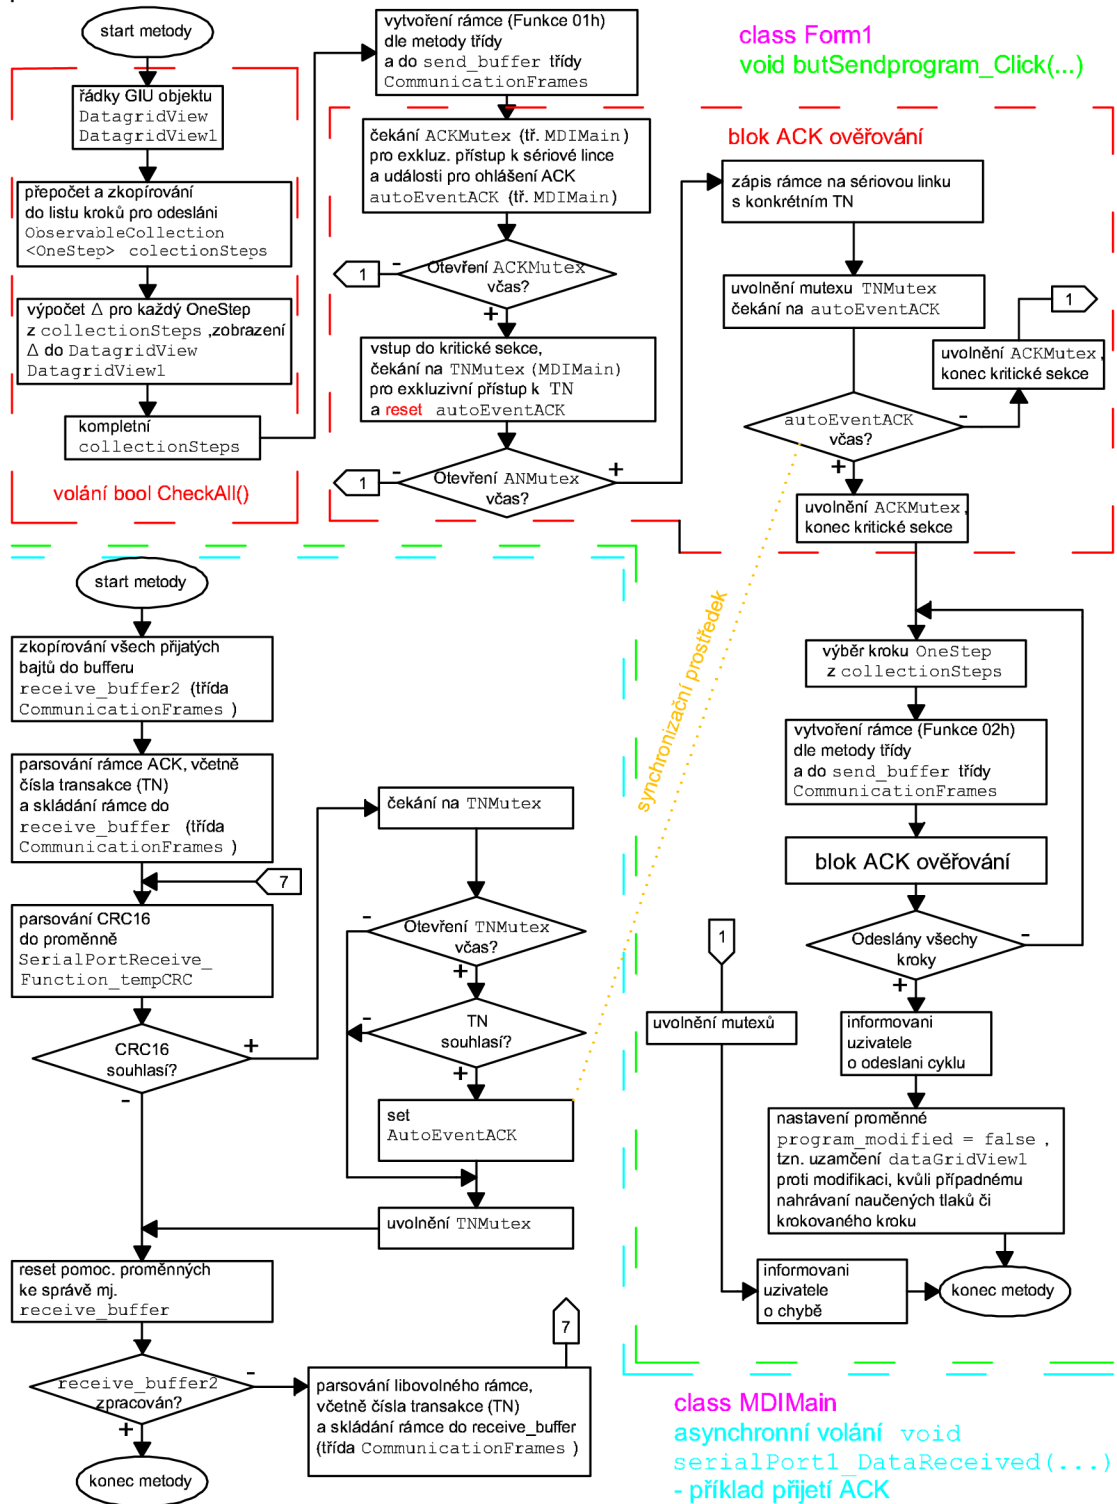 start metody
řádky GIU objektu
DatagridView
DatagridView1
přepočet a zkopírování
do listu kroků pro odesláni
ObservableCollection
<OneStep> colectionSteps
výpočet Δ pro každý OneStep
z collectionSteps ,zobrazení
Δ do DatagridView
DatagridView1
kompletní
collectionSteps
volání bool CheckAll()
vytvoření rámce (Funkce 01h)
dle metody třídy
a do send_buffer třídy
CommunicationFrames
class Form1
void butSendprogram_Click(...)
čekání ACKMutex (tř. MDIMain)
pro exkluz. přístup k sériové lince
a události pro ohlášení ACK
autoEventACK (tř. MDIMain)
Otevření ACKMutex
včas?
-
+
1
vstup do kritické sekce,
čekání na TNMutex (MDIMain)
pro exkluzivní přístup k TN
a reset autoEventACK
Otevření ANMutex
včas?
-
+
1
blok ACK ověřování
zápis rámce na sériovou linku
s konkrétním TN
uvolnění mutexu TNMutex
čekání na autoEventACK
1
uvolnění ACKMutex,
konec kritické sekce
autoEventACK
včas?
-
+
uvolnění ACKMutex,
konec kritické sekce
výběr kroku OneStep
z collectionSteps
vytvoření rámce (Funkce 02h)
dle metody třídy
a do send_buffer třídy
CommunicationFrames
blok ACK ověřování
Odeslány všechy
kroky
-
+
informovani
uzivatele
o odeslani cyklu
nastavení proměnné
program_modified = false ,
tzn. uzamčení dataGridView1
proti modifikaci, kvůli případnému
nahrávaní naučených tlaků či
krokovaného kroku
konec metody
1
uvolnění mutexů
informovani
uzivatele
o chybě
synchronizační prostředek
start metody
zkopírování všech přijatých
bajtů do bufferu
receive_buffer2 (třída
CommunicationFrames )
parsování rámce ACK, včetně
čísla transakce (TN)
a skládání rámce do
receive_buffer (třída
CommunicationFrames )
7
parsování CRC16
do proměnně
SerialPortReceive_
Function_tempCRC
CRC16
souhlasí?
+
-
čekání na TNMutex
Otevření TNMutex
včas?
-
+
TN
souhlasí?
-
+
set
AutoEventACK
uvolnění TNMutex
reset pomoc. proměnných
ke správě mj.
receive_buffer
receive_buffer2
zpracován?
-
+
konec metody
7
parsování libovolného rámce,
včetně čísla transakce (TN)
a skládání rámce do receive_buffer
(třída CommunicationFrames )
class MDIMain
asynchronní volání void
serialPort1_DataReceived(...)
- příklad přijetí ACK